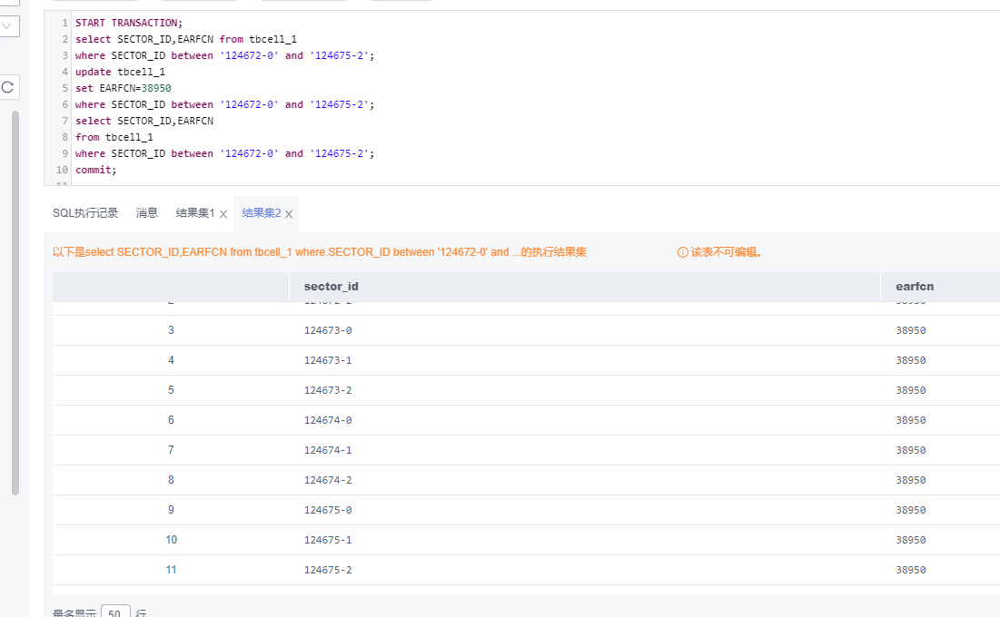 1 START TRANSACTION;
2 select SECTOR_ID,EARFCN from tbcell_1
3 where SECTOR_ID between '124672-0' and '124675-2';
4 update tbcell_1
5 set EARFCN=38950
6 where SECTOR_ID between '124672-0' and '124675-2';
7 select SECTOR_ID,EARFCN
8 from tbcell_1
9 where SECTOR_ID between '124672-0' and '124675-2';
10 commit;
SQL执行记录 消息 结果集1 结果集2
以下是select SECTOR_ID,EARFCN from tbcell_1 where SECTOR_ID between '124672-0' and ...的执行结果集 该表不可编辑。
sector_id earfcn
3 124673-0 38950
4 124673-1 38950
5 124673-2 38950
6 124674-0 38950
7 124674-1 38950
8 124674-2 38950
9 124675-0 38950
10 124675-1 38950
11 124675-2 38950
最多显示 50 行